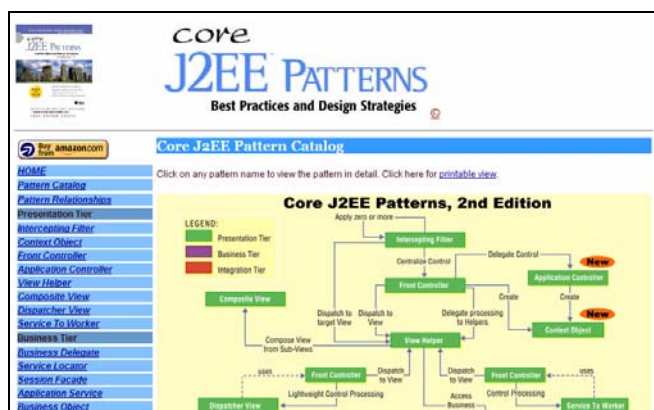 core
J2EE PATTERNS
core
J2EE PATTERNS
Best Practices and Design Strategies
©
Buy from amazon.com
Core J2EE Pattern Catalog
HOME
Pattern Catalog
Pattern Relationships
Presentation Tier
Intercepting Filter
Context Object
Front Controller
Application Controller
View Helper
Composite View
Dispatcher View
Service To Worker
Business Tier
Business Delegate
Service Locator
Session Facade
Application Service
Business Object
Click on any pattern name to view the pattern in detail. Click here for printable view.
Core J2EE Patterns, 2nd Edition
LEGEND:
Presentation Tier
Business Tier
Integration Tier
Apply zero or more
Intercepting Filter
Centralize Control
Delegate Control
New
Front Controller
Application Controller
Composite View
Create
Create
Dispatch to
target View
Dispatch to
View
Delegate processing
to Helpers
New
Context Object
Compose View
from Sub-Views
View Helper
uses
Front Controller
Dispatch
to View
Dispatch
to View
Front Controller
uses
Lightweight Control Processing
Access
Business
Control Processing
Dispatcher View
Service To Worker